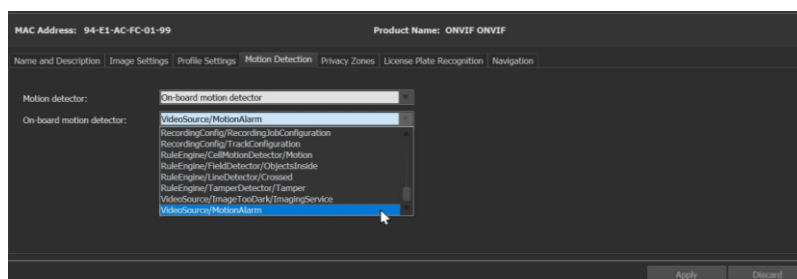 MAC Address: 94-E1-AC-FC-01-99 Product Name: ONVIF ONVIF
Name and Description Image Settings Profile Settings Motion Detection Privacy Zones License Plate Recognition Navigation
Motion detector: On-board motion detector
On-board motion detector: VideoSource/MotionAlarm
RecordingConfig/RecordingJobConfiguration
RecordingConfig/TrackConfiguration
RuleEngine/CellMotionDetector/Motion
RuleEngine/FieldDetector/ObjectsInside
RuleEngine/LineDetector/Crossed
RuleEngine/TamperDetector/Tamper
VideoSource/ImageTooDark/ImagingService
VideoSource/MotionAlarm
Apply Discard